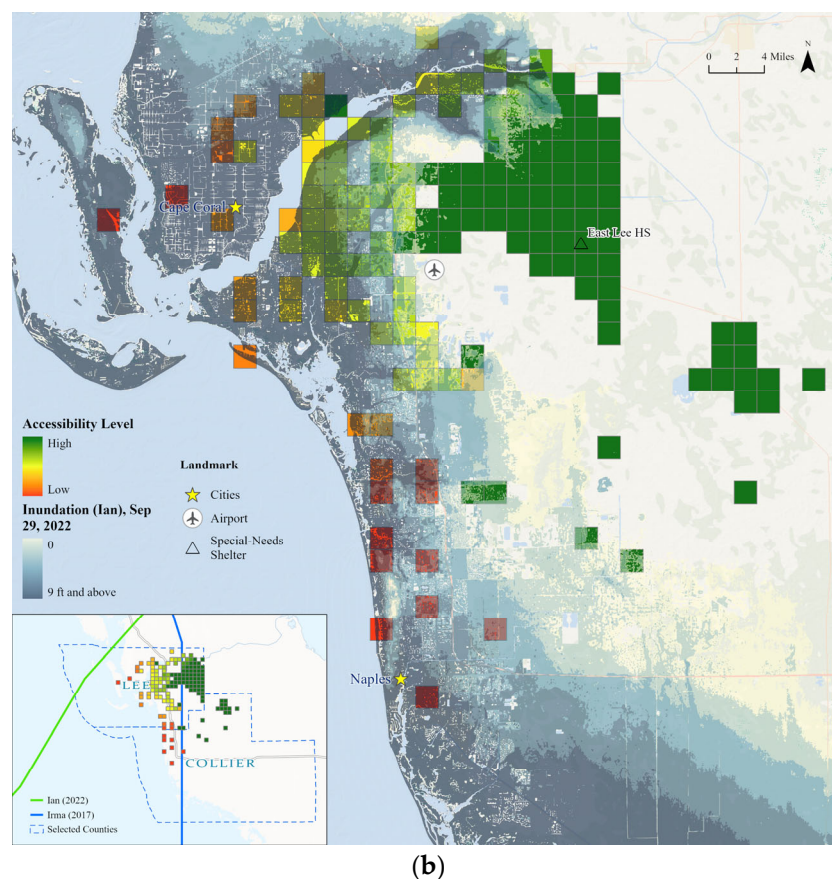 N
0 2 4 Miles
Cape Coral
East Lee HS
Accessibility Level
High
Low
Inundation (Ian), Sep
29, 2022
0
9 ft and above
Landmark
Cities
Airport
Special-Needs
Shelter
Naples
LEE
COLLIER
Ian (2022)
Irma (2017)
Selected Counties
(b)